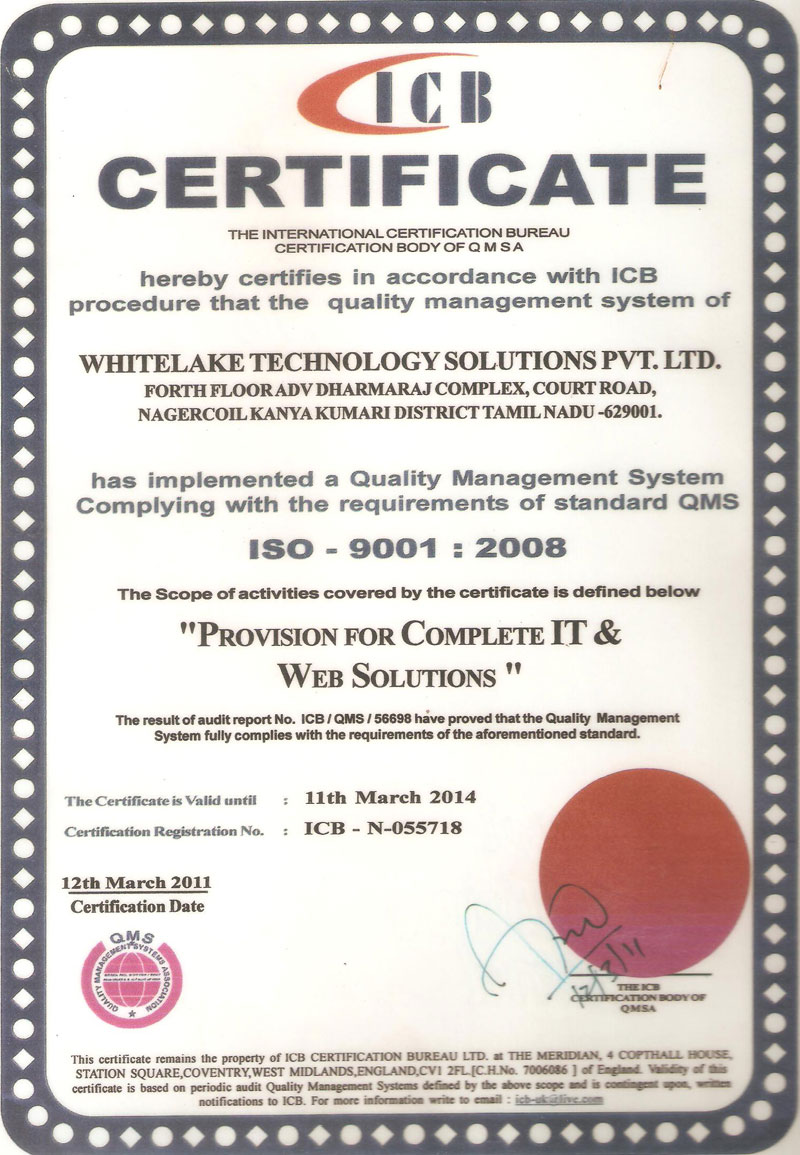 ICB
CERTIFICATE
THE INTERNATIONAL CERTIFICATION BUREAU
CERTIFICATION BODY OF Q M S A
hereby certifies in accordance with ICB
procedure that the quality management system of
WHITELAKE TECHNOLOGY SOLUTIONS PVT. LTD.
FORTH FLOOR ADV DHARMARAJ COMPLEX, COURT ROAD,
NAGERCOIL KANYA KUMARI DISTRICT TAMIL NADU -629001.
has implemented a Quality Management System
Complying with the requirements of standard QMS
ISO - 9001 : 2008
The Scope of activities covered by the certificate is defined below
"PROVISION FOR COMPLETE IT &
WEB SOLUTIONS "
The result of audit report No. ICB / QMS / 56698 have proved that the Quality Management
System fully complies with the requirements of the aforementioned standard.
The Certificate is Valid until : 11th March 2014
Certification Registration No. : ICB - N-055718
12th March 2011
Certification Date
QMS
QUALITY MANAGEMENT & SYSTEMS ASSOCIATION
12/3/11
THE ICB
CERTIFICATION BODY OF
QMSA
This certificate remains the property of ICB CERTIFICATION BUREAU LTD. at THE MERIDIAN, 4 COPTHALL HOUSE,
STATION SQUARE,COVENTRY,WEST MIDLANDS,ENGLAND,CV1 2FL.[C.H.No. 7006086 ] of England. Validity of this
certificate is based on periodic audit Quality Management Systems defined by the above scope and is contingent upon, written
notifications to ICB. For more information write to email : icb-uk@live.com